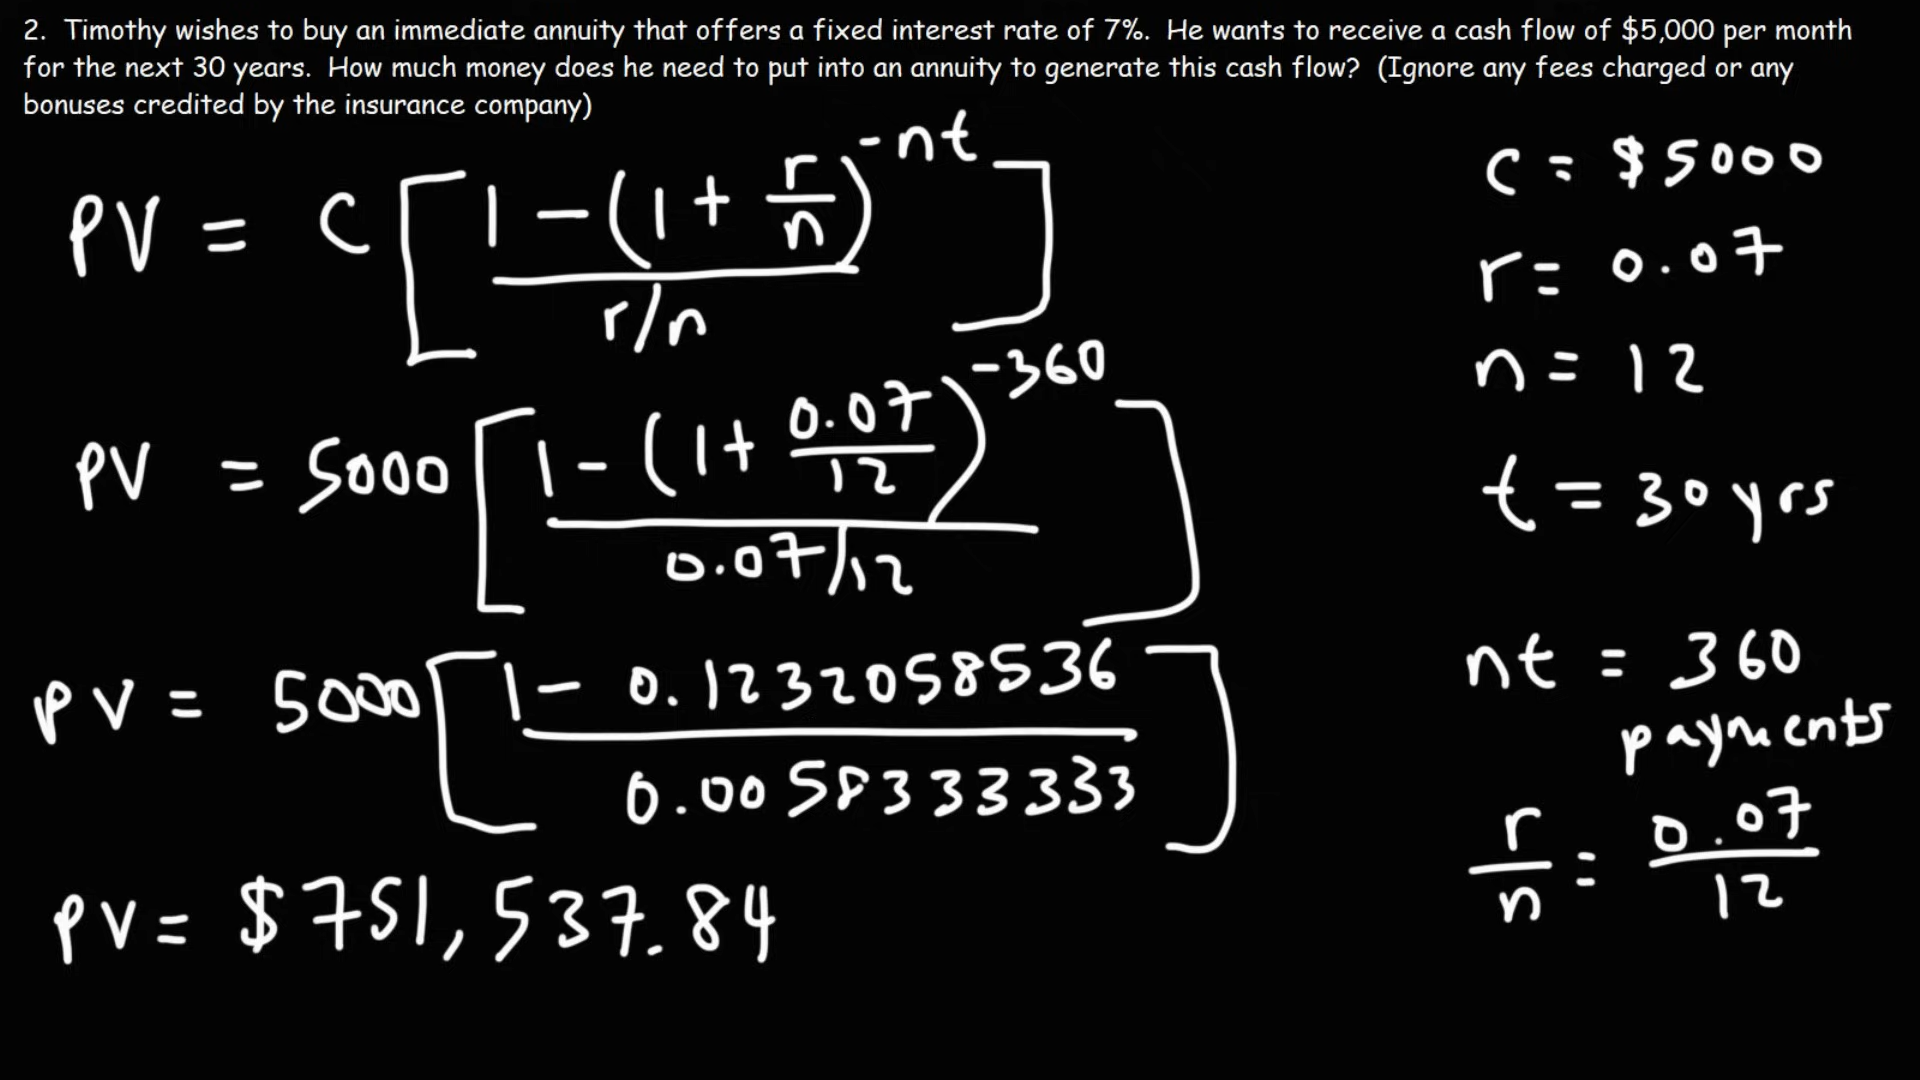 2. Timothy wishes to buy an immediate annuity that offers a fixed interest rate of 7%. He wants to receive a cash flow of $5,000 per month
for the next 30 years. How much money does he need to put into an annuity to generate this cash flow? (Ignore any fees charged or any
bonuses credited by the insurance company)
PV = C[(1 - (1 + r/n)^-nt) / (r/n)]
PV = 5000[(1 - (1 + 0.07/12)^-360) / (0.07/12)]
PV = 5000[(1 - 0.1232058536) / 0.0058333333]
PV = $751,537.84
C = $5000
r = 0.07
n = 12
t = 30 yrs
nt = 360
payments
r/n = 0.07/12